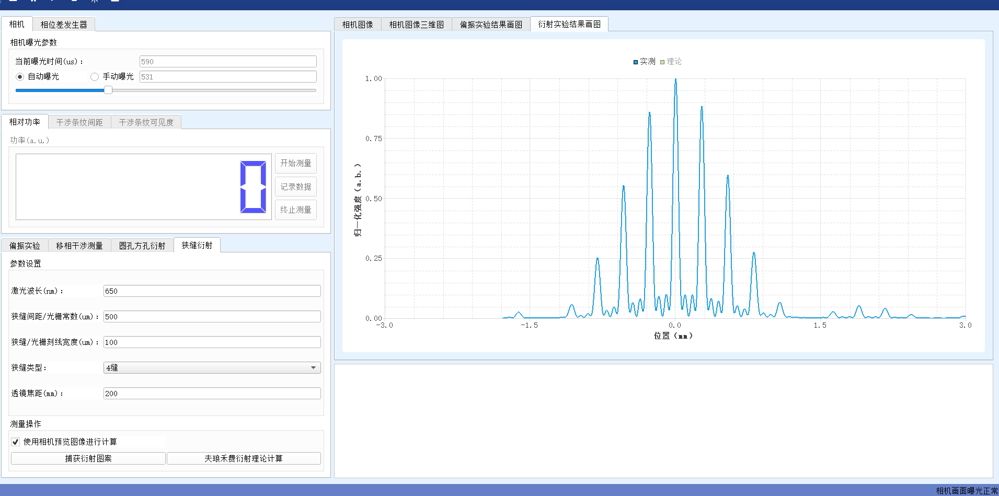 相机 相位差发生器
相机曝光参数
当前曝光时间(us)： 590
自动曝光 手动曝光 531
相对功率 干涉条纹间距 干涉条纹可见度
功率(a.u.)
0
开始测量
记录数据
终止测量
偏振实验 移相干涉测量 圆孔方孔衍射 狭缝衍射
参数设置
激光波长(nm)： 650
狭缝间距/光栅常数(um)： 500
狭缝/光栅刻线宽度(um)： 100
狭缝类型： 4缝
透镜焦距(mm)： 200
测量操作
使用相机预览图像进行计算
捕获衍射图案 夫琅禾费衍射理论计算
相机图像 相机图像三维图 偏振实验结果画图 衍射实验结果画图
实测 理论
1.00
0.75
0.50
0.25
0.00
归一化强度（a.b.）
-3.0 -1.5 0.0 1.5 3.0
位置（mm）
相机画面曝光正常